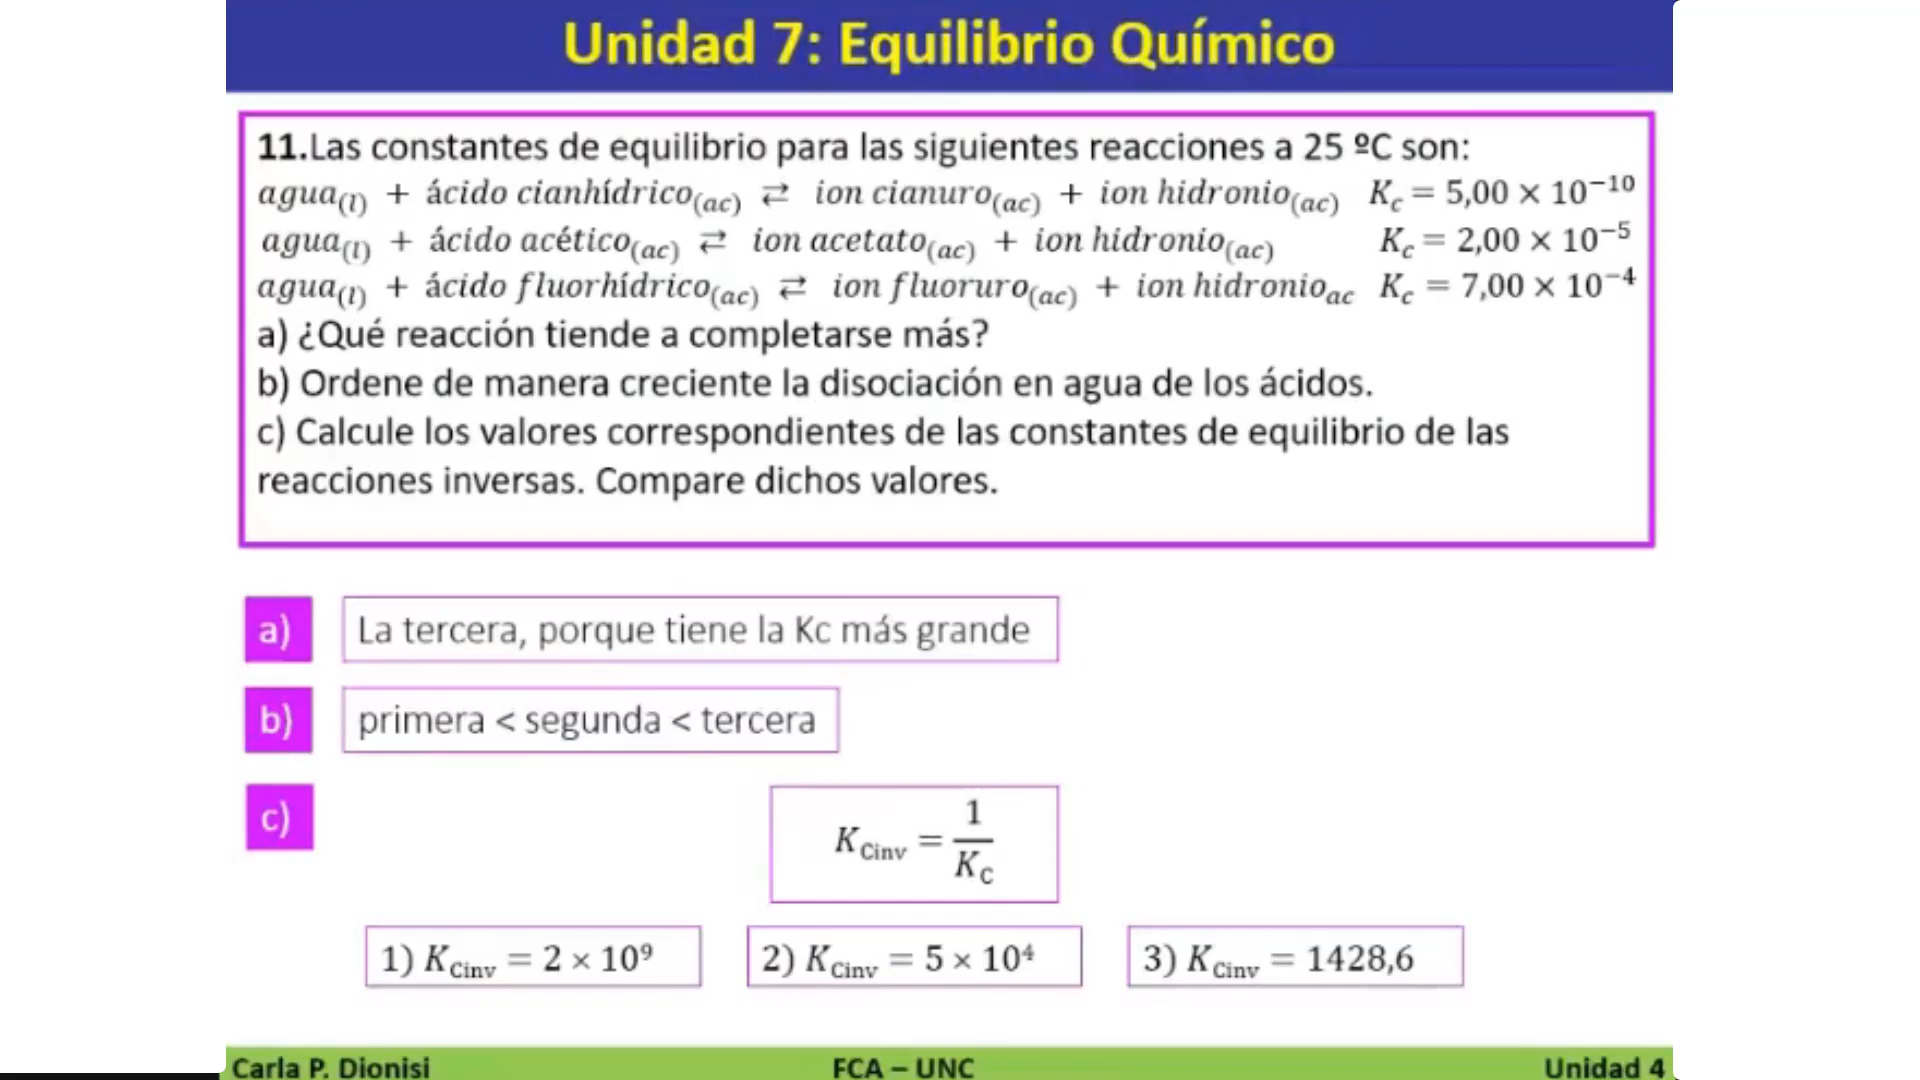 Unidad 7: Equilibrio Químico
11.Las constantes de equilibrio para las siguientes reacciones a 25 ºC son:
agua(l) + ácido cianhídrico(ac) ⇄ ion cianuro(ac) + ion hidronio(ac) Kc = 5,00 × 10⁻¹⁰
agua(l) + ácido acético(ac) ⇄ ion acetato(ac) + ion hidronio(ac) Kc = 2,00 × 10⁻⁵
agua(l) + ácido fluorhídrico(ac) ⇄ ion fluoruro(ac) + ion hidronioac Kc = 7,00 × 10⁻⁴
a) ¿Qué reacción tiende a completarse más?
b) Ordene de manera creciente la disociación en agua de los ácidos.
c) Calcule los valores correspondientes de las constantes de equilibrio de las
reacciones inversas. Compare dichos valores.
a) La tercera, porque tiene la Kc más grande
b) primera < segunda < tercera
c) KCinv = 1/KC
1) KCinv = 2 × 10⁹ 2) KCinv = 5 × 10⁴ 3) KCinv = 1428,6
Carla P. Dionisi FCA – UNC Unidad 4